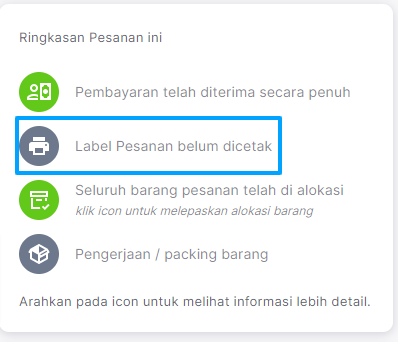 Ringkasan Pesanan ini
Pembayaran telah diterima secara penuh
Label Pesanan belum dicetak
Seluruh barang pesanan telah di alokasi
klik icon untuk melepaskan alokasi barang
Pengerjaan / packing barang
Arahkan pada icon untuk melihat informasi lebih detail.